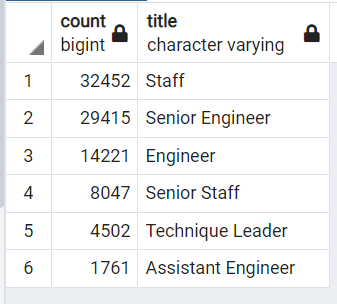 count title
bigint character varying
1 32452 Staff
2 29415 Senior Engineer
3 14221 Engineer
4 8047 Senior Staff
5 4502 Technique Leader
6 1761 Assistant Engineer